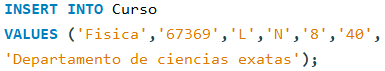 INSERT INTO Curso
VALUES ('Fisica','67369','L','N','8','40',
'Departamento de ciencias exatas');